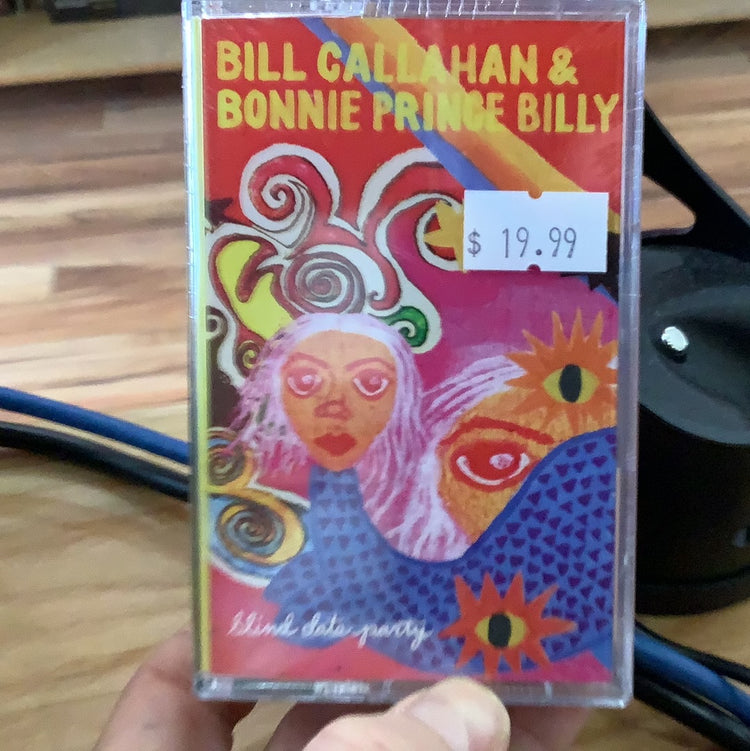 BILL CALLAHAN &
BONNIE PRINCE BILLY
$ 19.99
blind date party